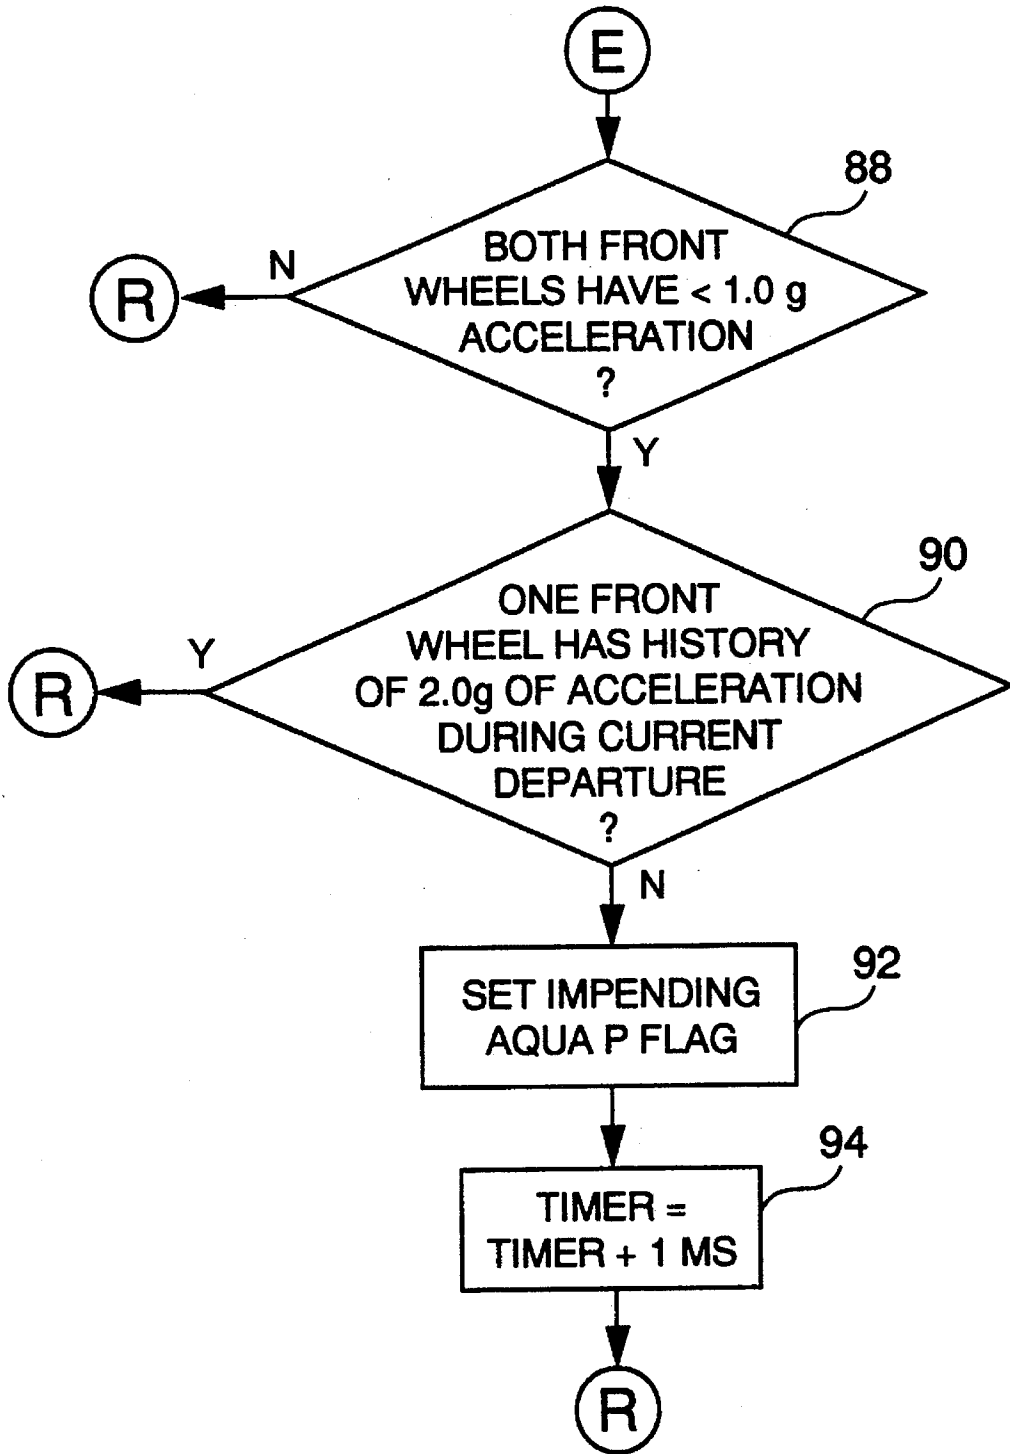 E
88
BOTH FRONT
WHEELS HAVE < 1.0 g
ACCELERATION
?
N
R
Y
90
ONE FRONT
WHEEL HAS HISTORY
OF 2.0g OF ACCELERATION
DURING CURRENT
DEPARTURE
?
Y
R
N
92
SET IMPENDING
AQUA P FLAG
94
TIMER =
TIMER + 1 MS
R